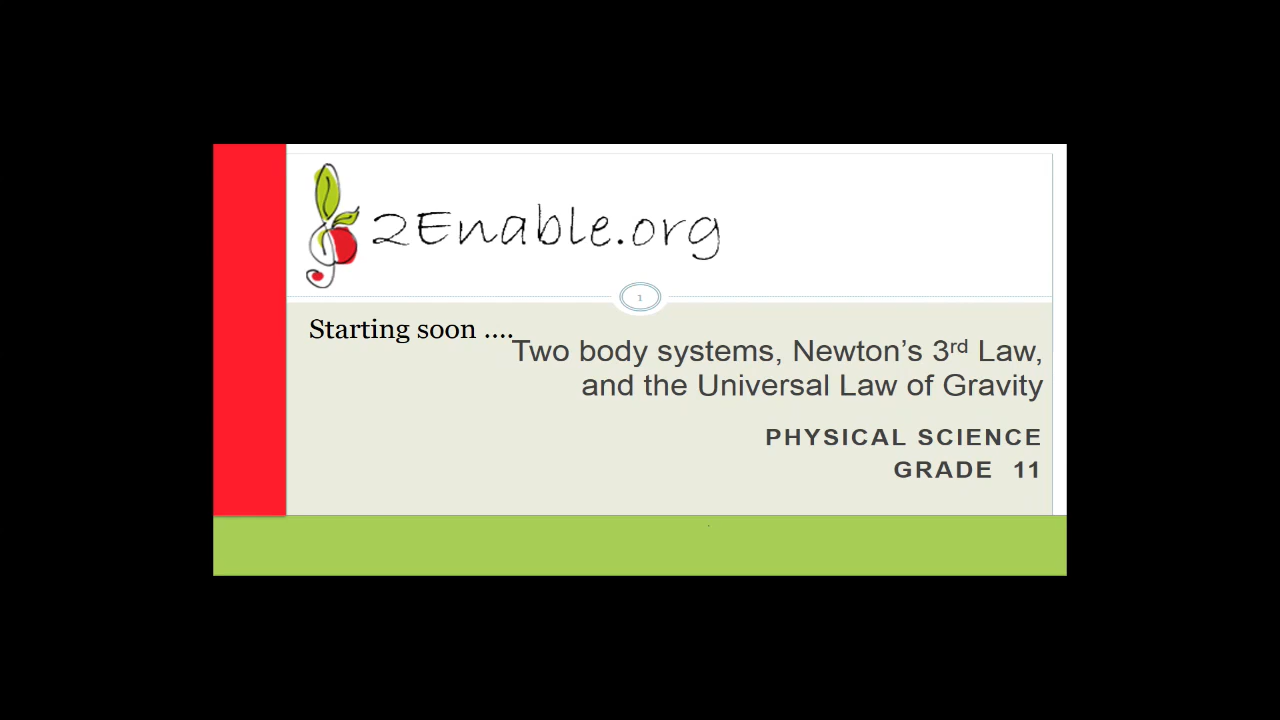 2Enable.org
1
Starting soon ....
Two body systems, Newton’s 3rd Law,
and the Universal Law of Gravity
PHYSICAL SCIENCE
GRADE 11